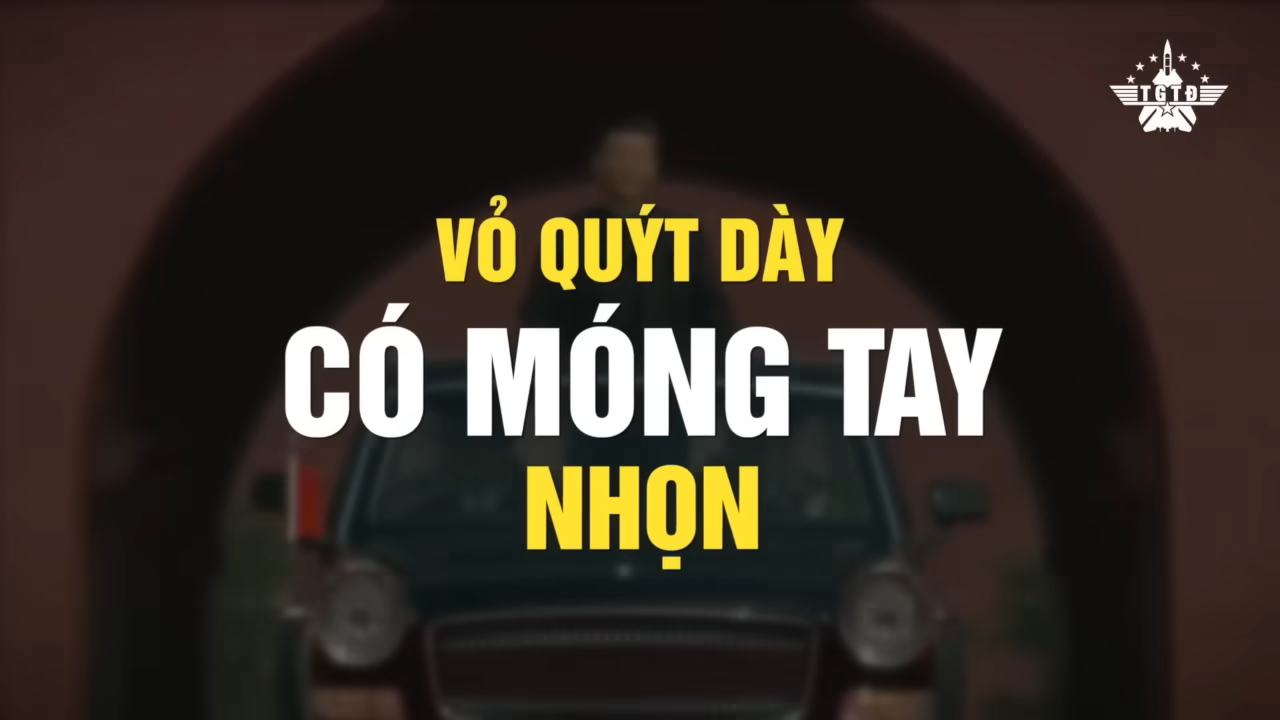 TGTĐ
VỎ QUÝT DÀY
CÓ MÓNG TAY
NHỌN